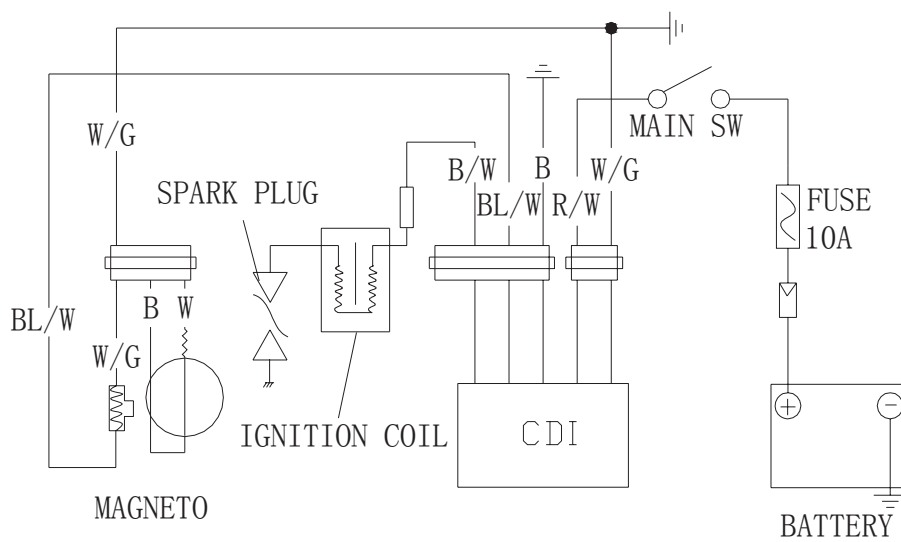 W/G
B/W
B
MAIN SW
W/G
SPARK PLUG
BL/W
R/W
FUSE
10A
BL/W
B
W
W/G
IGNITION COIL
CDI
+
-
MAGNETO
BATTERY